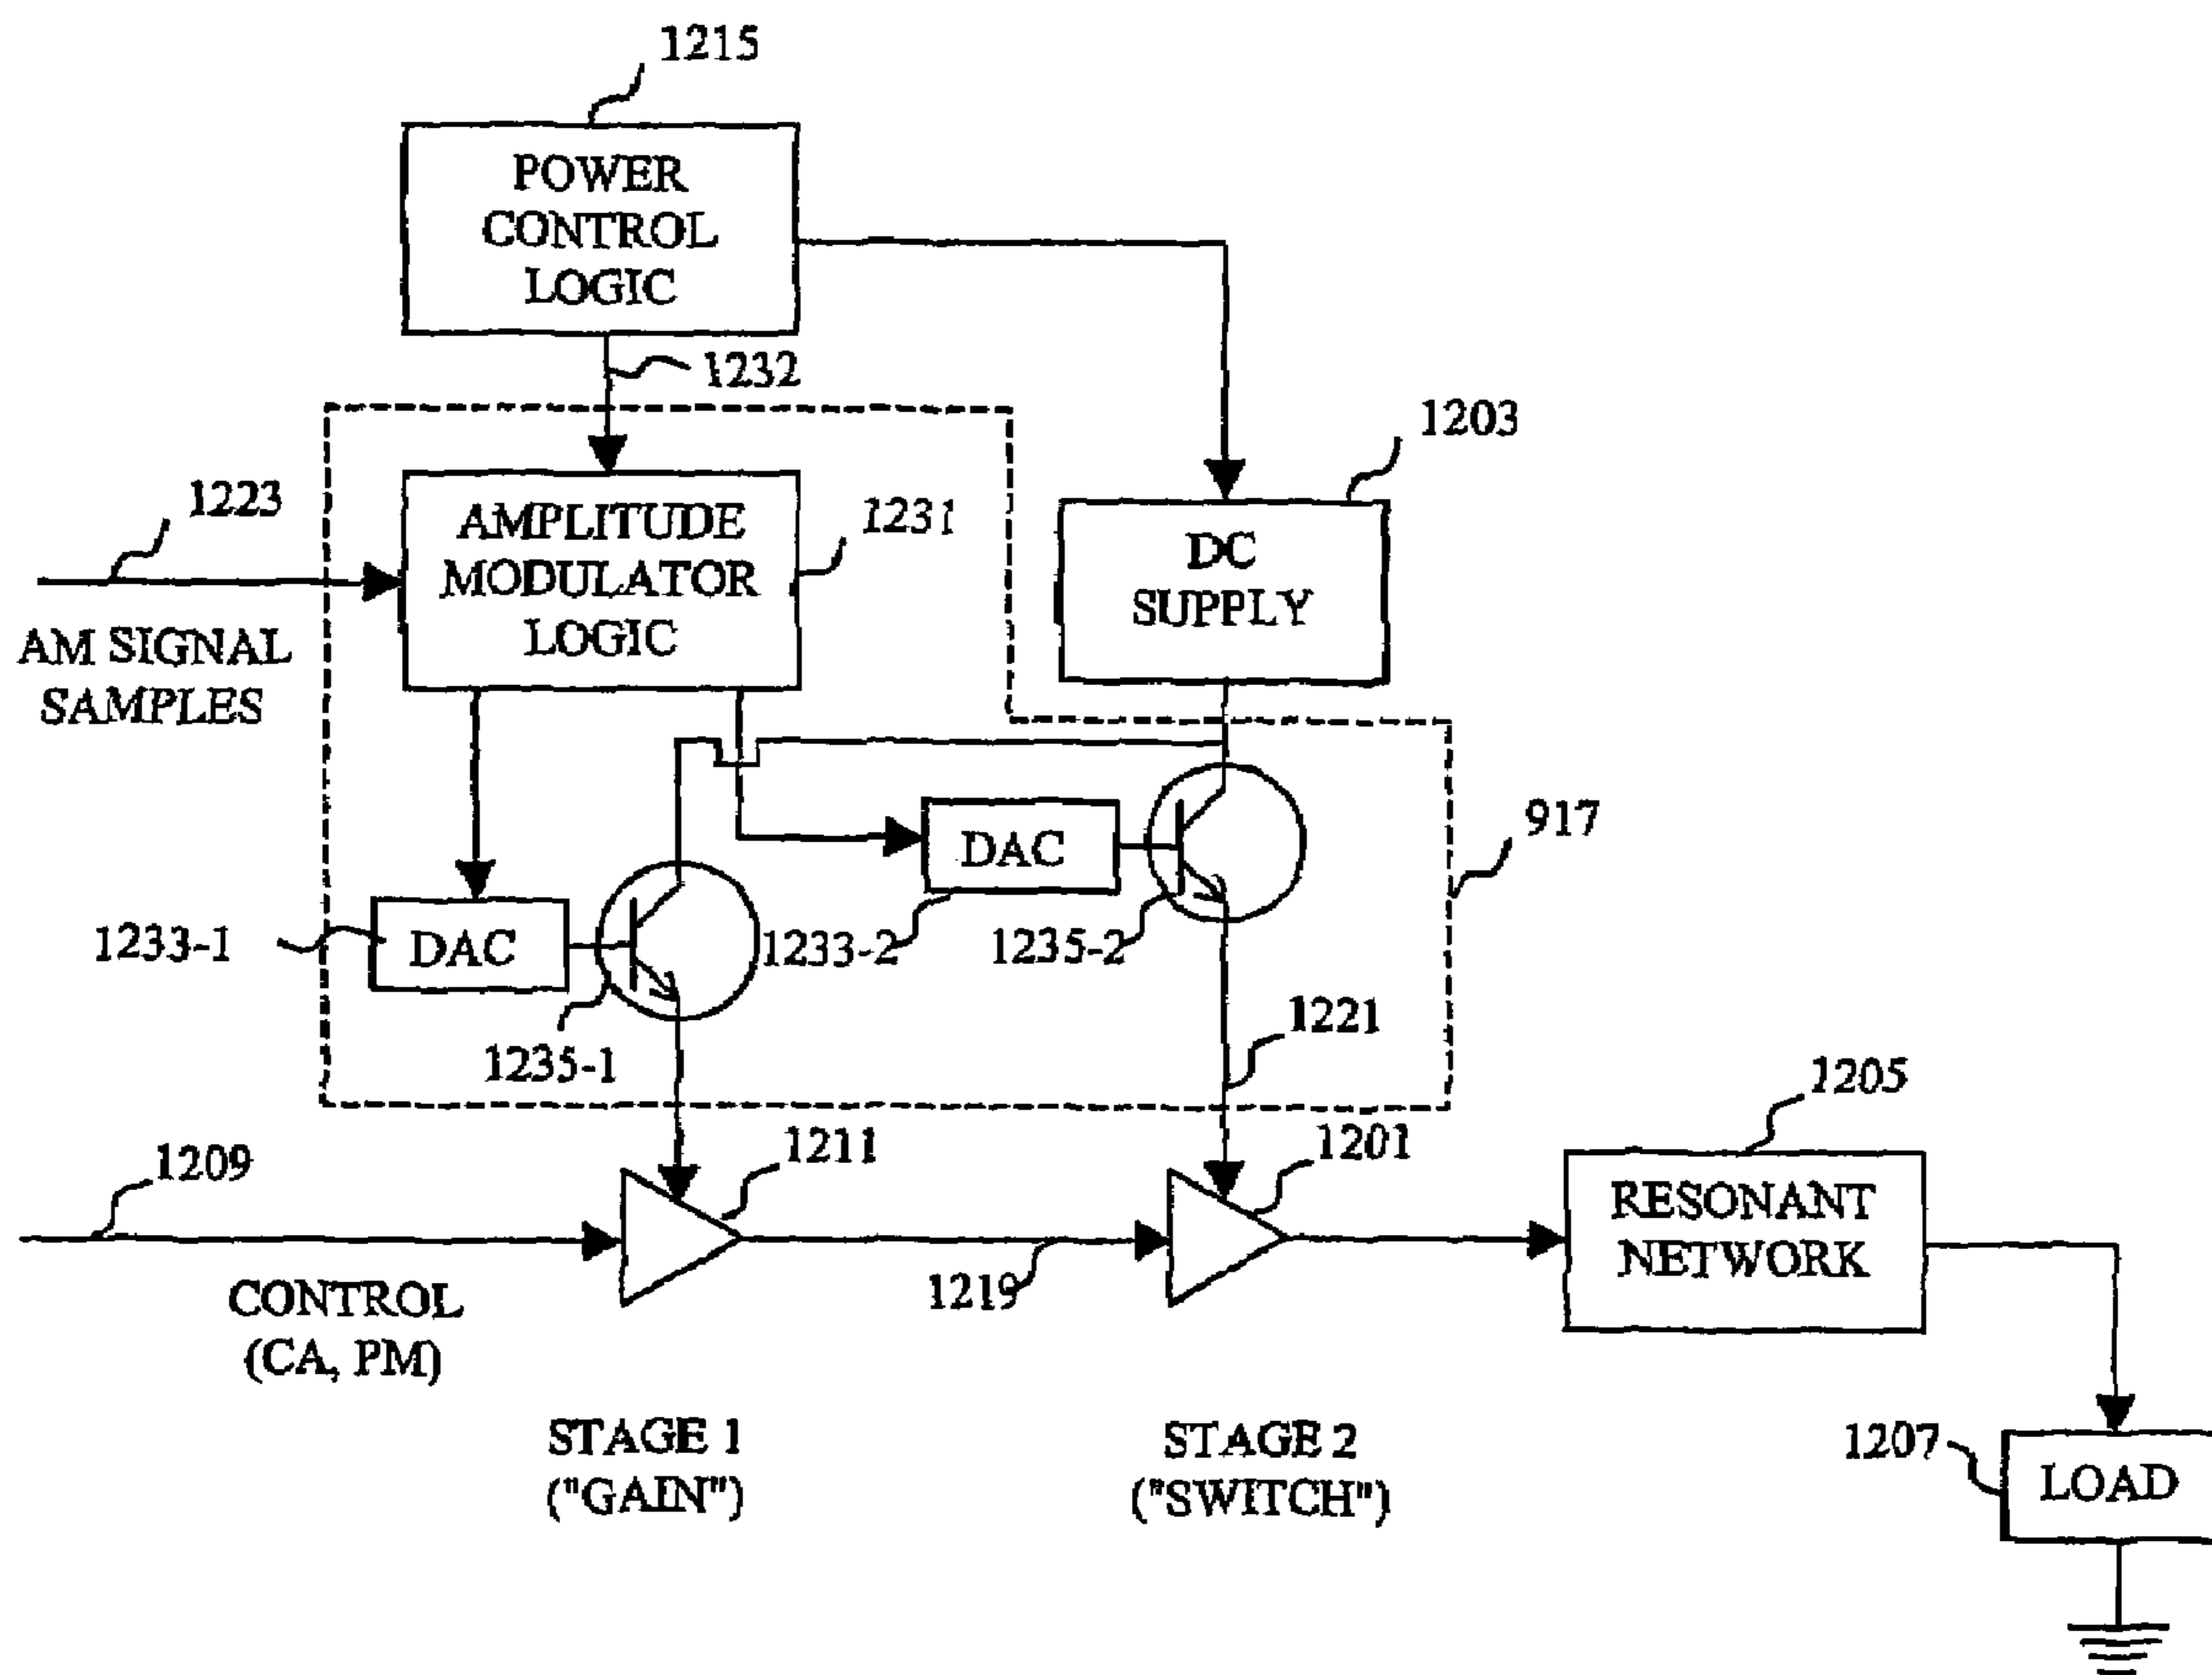 1215
POWER
CONTROL
LOGIC
1232
1203
1223
AMPLITUDE
MODULATOR
LOGIC
1231
DC
SUPPLY
AM SIGNAL
SAMPLES
917
DAC
1233-1
DAC
1233-2
1235-2
1235-1
1221
1205
1209
1211
1201
RESONANT
NETWORK
1219
CONTROL
(CA, PM)
STAGE 1
("GAIN")
STAGE 2
("SWITCH")
1207
LOAD